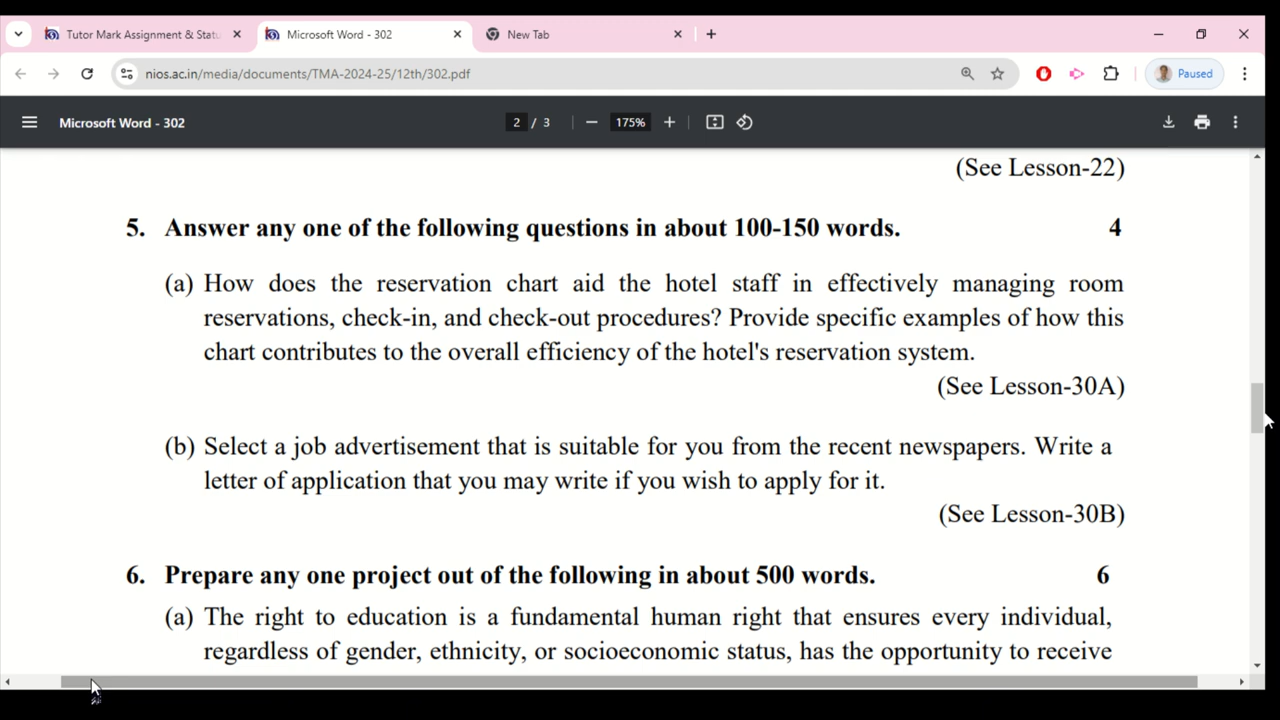 Tutor Mark Assignment & Statu
Microsoft Word - 302
New Tab
nios.ac.in/media/documents/TMA-2024-25/12th/302.pdf
Paused
Microsoft Word - 302
2 / 3
175%
(See Lesson-22)
5. Answer any one of the following questions in about 100-150 words. 4
(a) How does the reservation chart aid the hotel staff in effectively managing room
reservations, check-in, and check-out procedures? Provide specific examples of how this
chart contributes to the overall efficiency of the hotel's reservation system.
(See Lesson-30A)
(b) Select a job advertisement that is suitable for you from the recent newspapers. Write a
letter of application that you may write if you wish to apply for it.
(See Lesson-30B)
6. Prepare any one project out of the following in about 500 words. 6
(a) The right to education is a fundamental human right that ensures every individual,
regardless of gender, ethnicity, or socioeconomic status, has the opportunity to receive